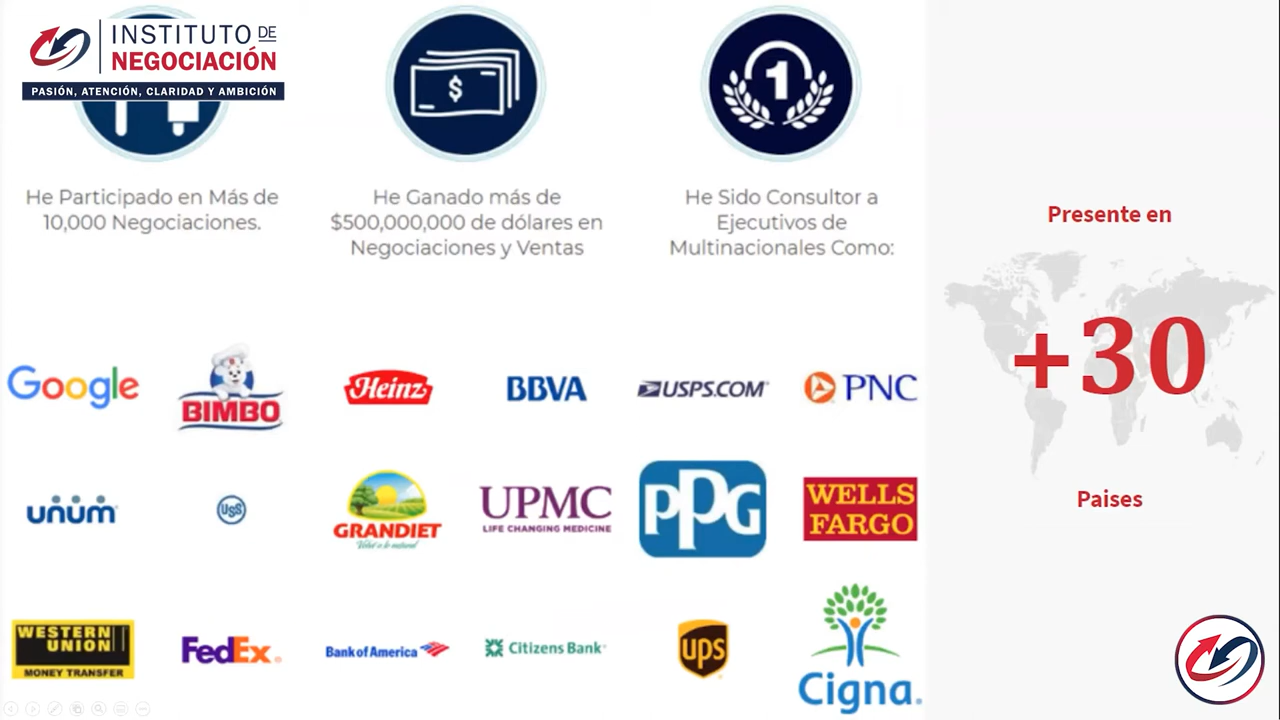 INSTITUTO DE
NEGOCIACIÓN
PASIÓN, ATENCIÓN, CLARIDAD Y AMBICIÓN
$
1
He Participado en Más de
10,000 Negociaciones.
He Ganado más de
$500,000,000 de dólares en
Negociaciones y Ventas
He Sido Consultor a
Ejecutivos de
Multinacionales Como:
Presente en
+30
Paises
Google
BIMBO
Heinz
BBVA
USPS.COM®
PNC
unum
USS
GRANDIET
UPMC
LIFE CHANGING MEDICINE
PPG
WELLS
FARGO
WESTERN
UNION
MONEY TRANSFER
FedEx®
Bank of America
Citizens Bank®
ups
Cigna®